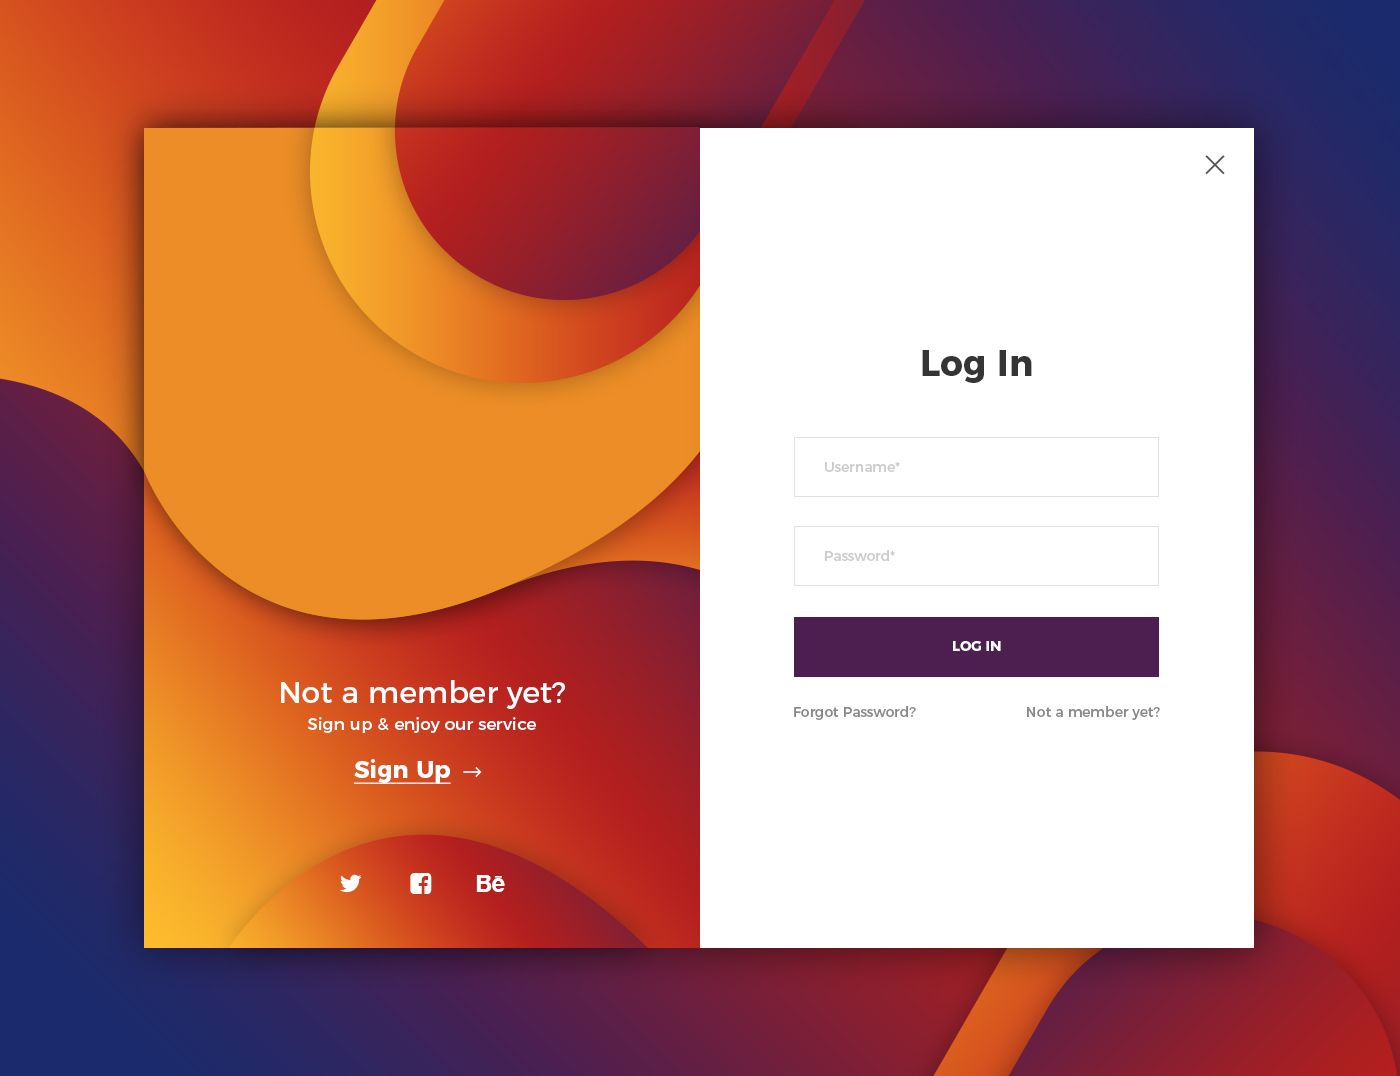 Not a member yet?
Sign up & enjoy our service
Sign Up →
Bē
Log In
Username*
Password*
LOG IN
Forgot Password?
Not a member yet?